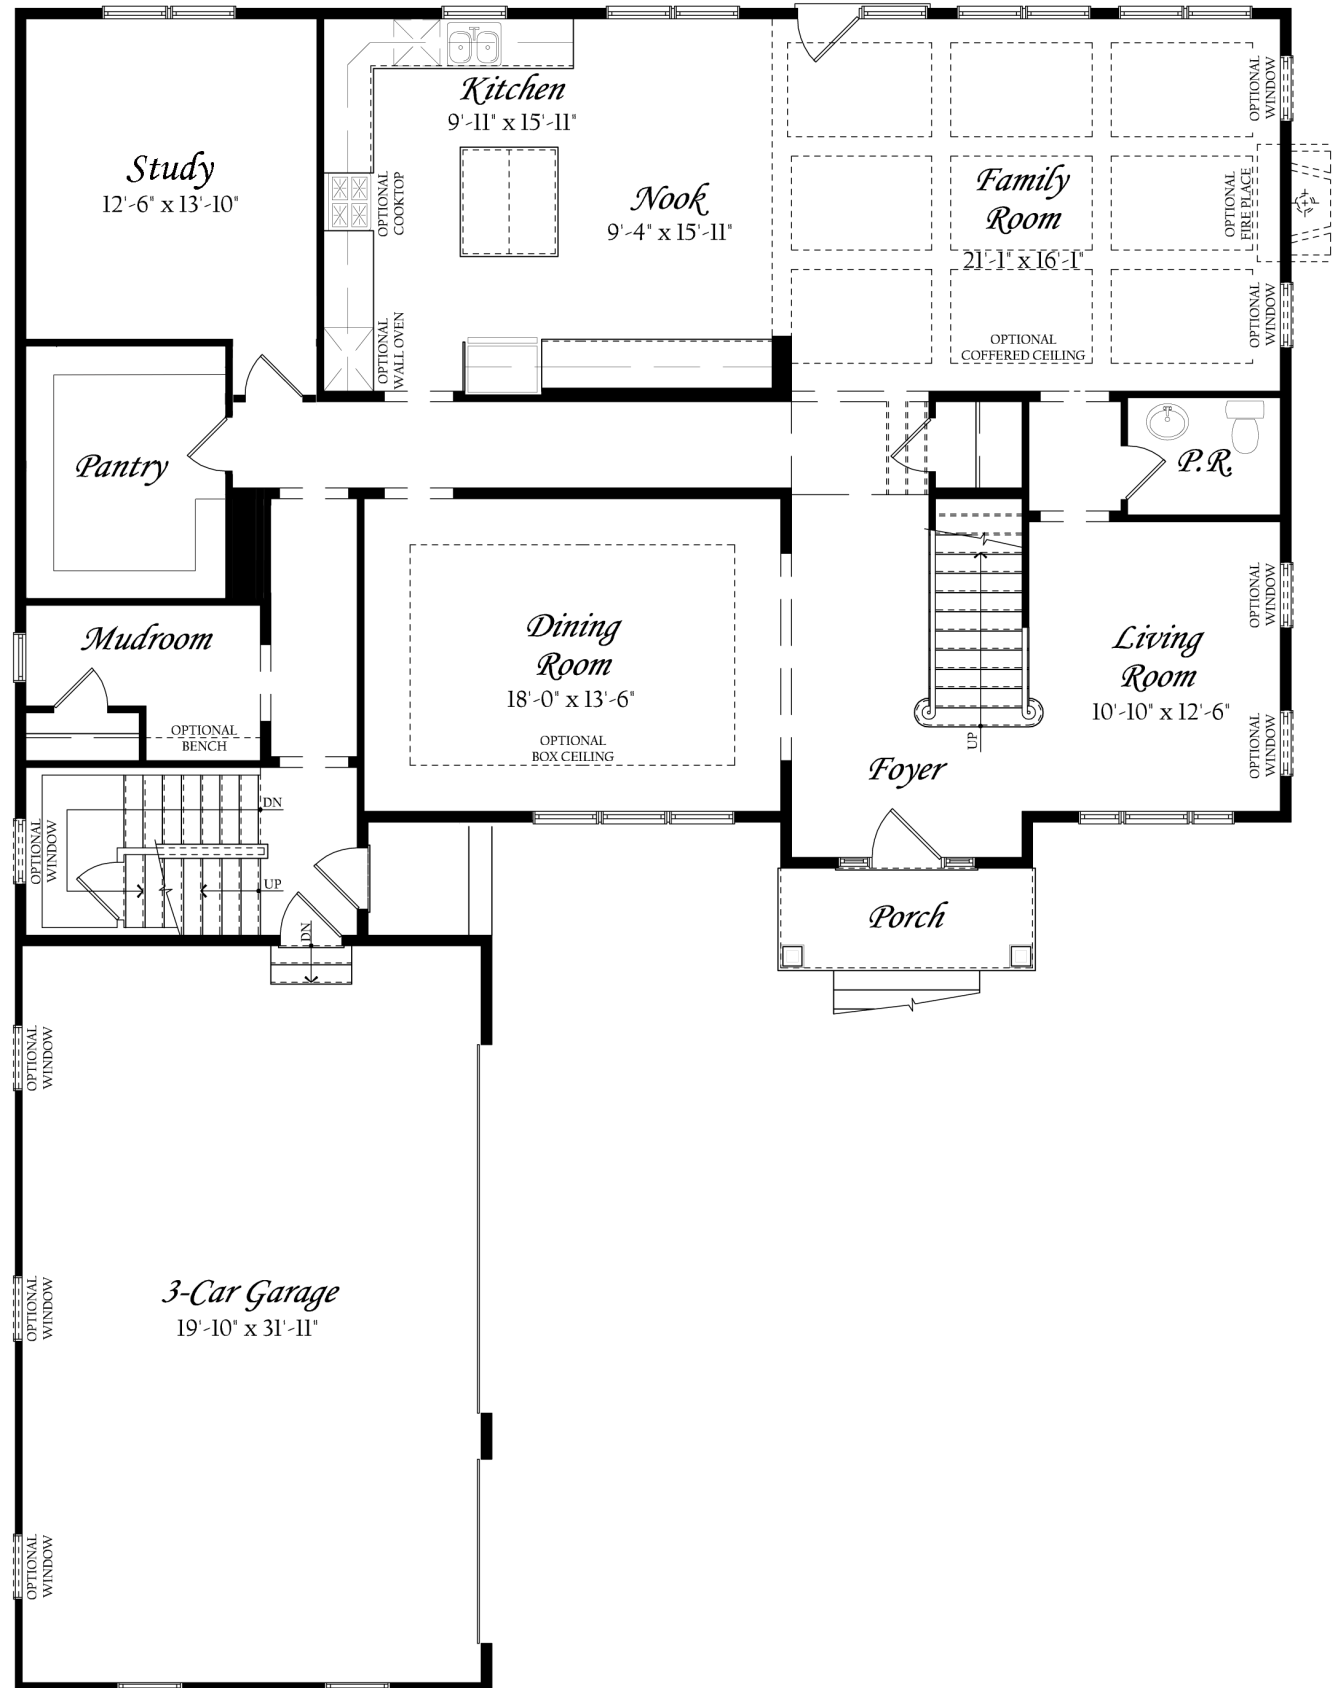 Kitchen
9'-11" x 15'-11"
OPTIONAL
WINDOW
Study
12'-6" x 13'-10"
OPTIONAL
COOKTOP
Nook
9'-4" x 15'-11"
Family
Room
21'-1" x 16'-1"
OPTIONAL
FIRE PLACE
OPTIONAL
WALL OVEN
OPTIONAL
COFFERED CEILING
OPTIONAL
WINDOW
Pantry
P.R.
Mudroom
OPTIONAL
BENCH
Dining
Room
18'-0" x 13'-6"
OPTIONAL
BOX CEILING
OPTIONAL
WINDOW
Living
Room
10'-10" x 12'-6"
UP
OPTIONAL
WINDOW
Foyer
DN
OPTIONAL
WINDOW
UP
DN
Porch
OPTIONAL
WINDOW
3-Car Garage
19'-10" x 31'-11"
OPTIONAL
WINDOW
OPTIONAL
WINDOW